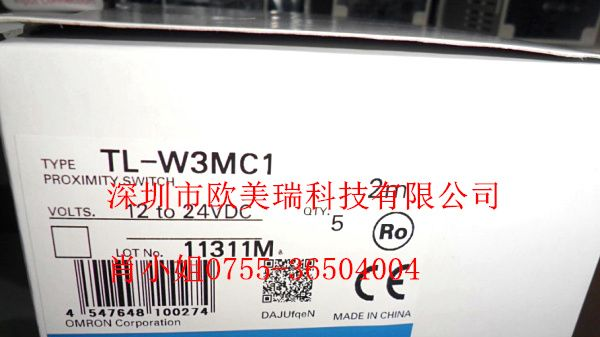 TYPE TL-W3MC1
PROXIMITY SWITCH 2m
深圳市欧美瑞科技有限公司
VOLTS. 12 to 24VDC QTY. 5
Ro
LOT No. 11311M
肖小姐0755-36504004
4 547648 100274
DAJUfqeN
CE
MADE IN CHINA
OMRON Corporation